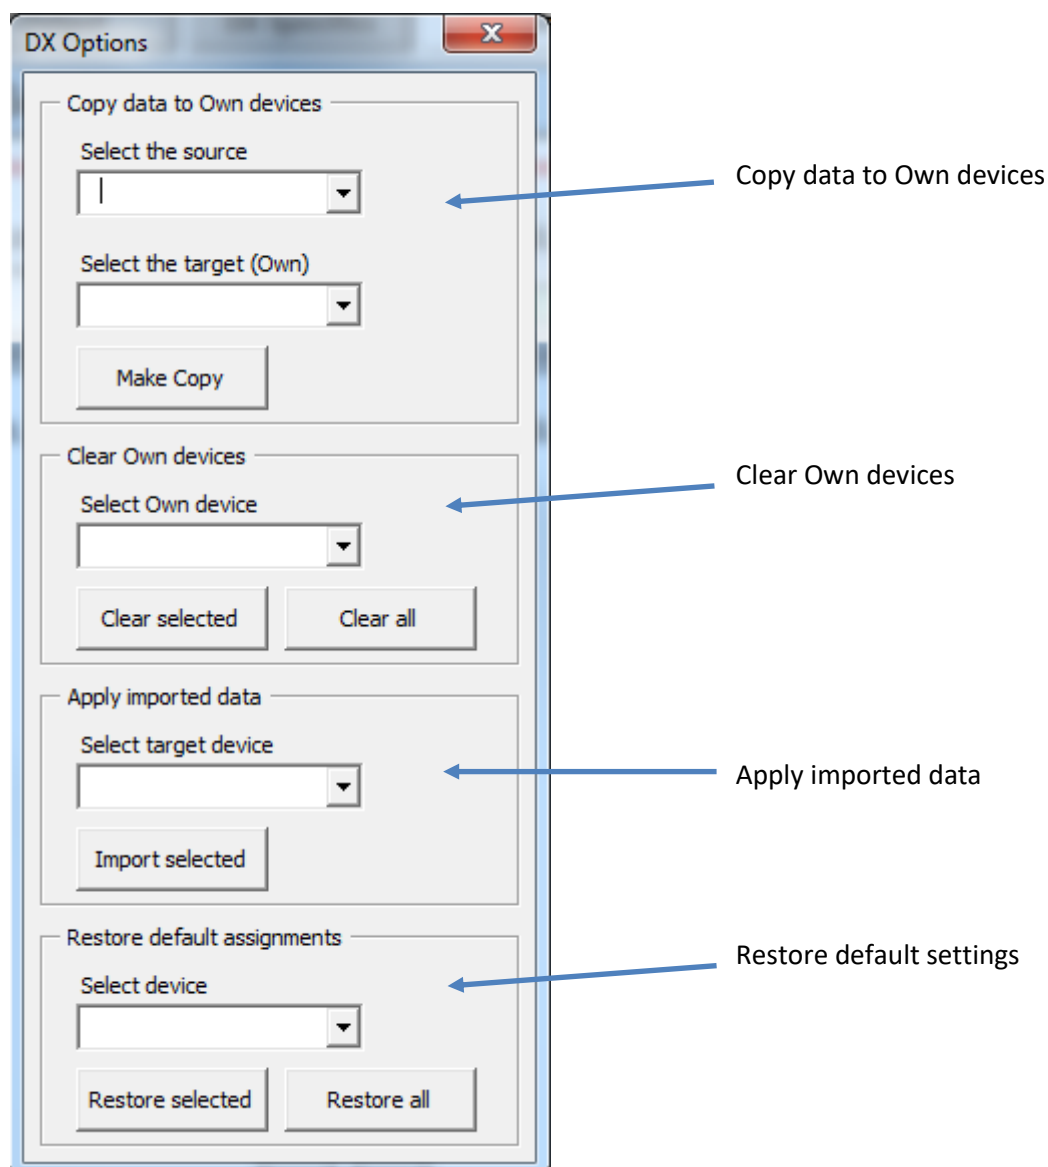 DX Options
Copy data to Own devices
Select the source
Copy data to Own devices
Select the target (Own)
Make Copy
Clear Own devices
Clear Own devices
Select Own device
Clear selected Clear all
Apply imported data
Select target device
Apply imported data
Import selected
Restore default assignments
Restore default settings
Select device
Restore selected Restore all